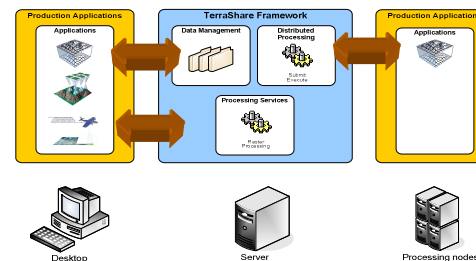 Production Applications
Applications
TerraShare Framework
Data Management
Distributed
Processing
Submit
Execute
Processing Services
Raster
Processing
Production Application
Applications
Desktop
Server
Processing nodes